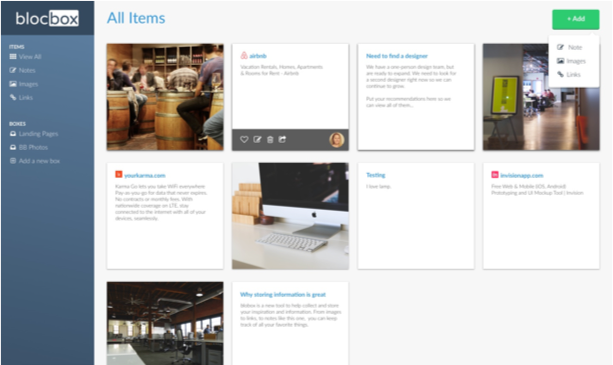 blocbox
All Items
+ Add
Note
Images
Links
ITEMS
View All
Notes
Images
Links
BOXES
Landing Pages
BB Photos
Add a new box
airbnb
Vacation Rentals, Homes, Apartments
& Rooms for Rent - Airbnb
Need to find a designer
We have a one-person design team, but
are ready to expand. We need to look for
a second designer right now so we can
continue to grow.
Put your recommendations here so we
can view all of them...
yourkarma.com
Karma Go lets you take WiFi everywhere
Pay-as-you-go for data that never expires.
No contracts or monthly fees. With
nationwide coverage on LTE, stay
connected to the internet with all of your
devices, seamlessly.
Testing
I love lamp.
invisionapp.com
Free Web & Mobile (iOS, Android)
Prototyping and UI Mockup Tool | InVision
Why storing information is great
is a new tool to help collect and store
your inspiration and information. From images
to links, to notes like this one, you can keep
track of all your favorite things.